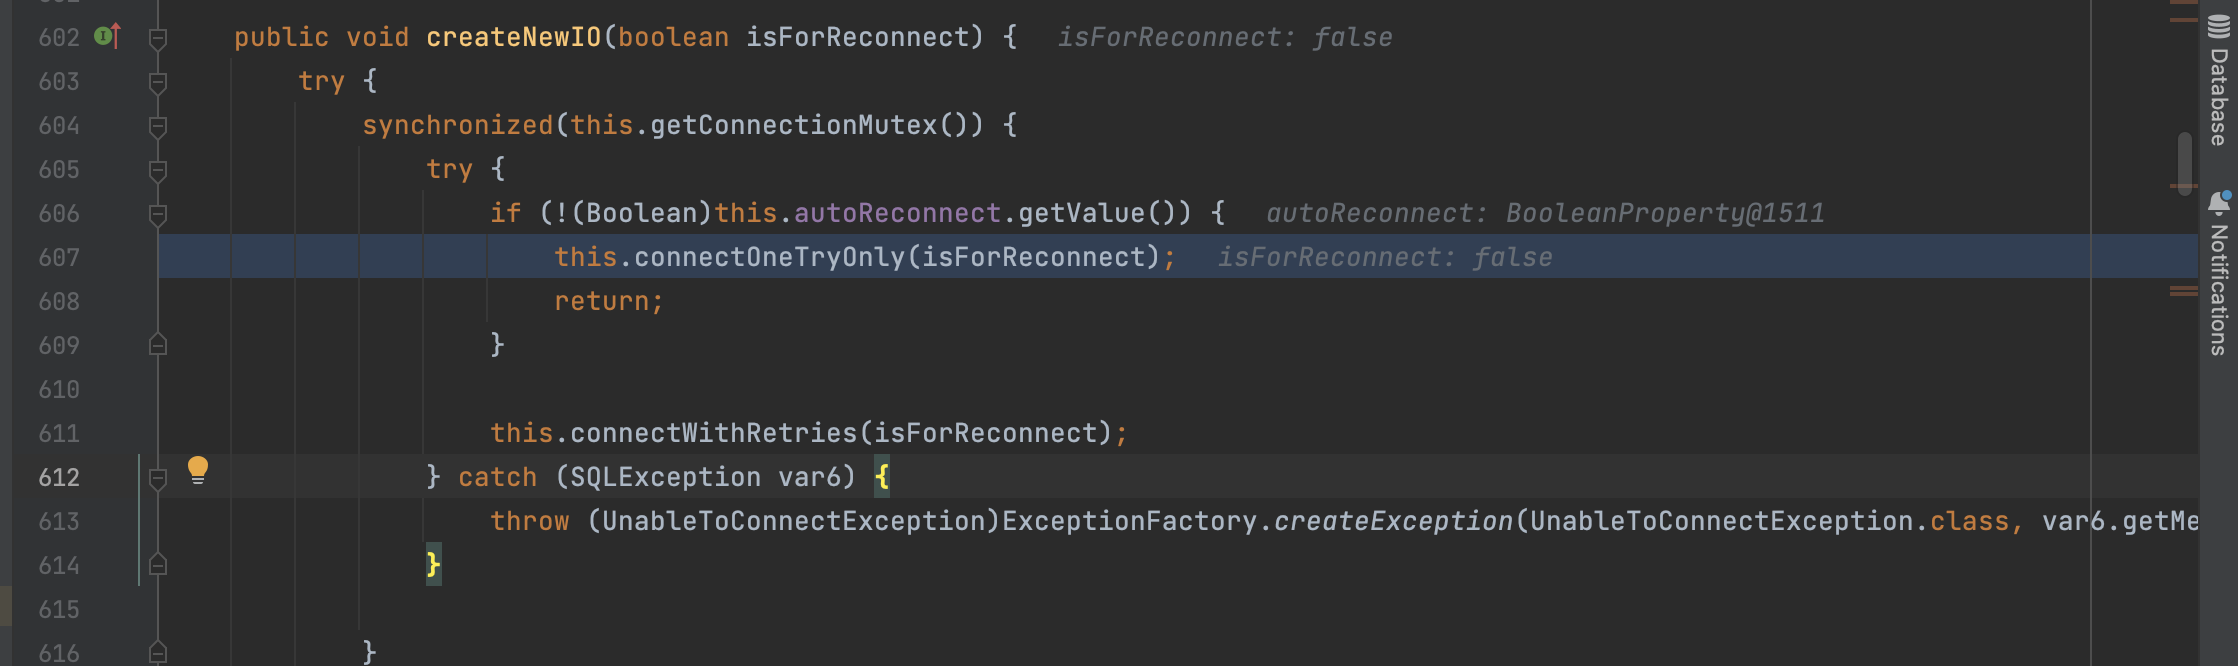 602 public void createNewIO(boolean isForReconnect) { isForReconnect: false
603 try {
604 synchronized(this.getConnectionMutex()) {
605 try {
606 if (!(Boolean)this.autoReconnect.getValue()) { autoReconnect: BooleanProperty@1511
607 this.connectOneTryOnly(isForReconnect); isForReconnect: false
608 return;
609 }
610
611 this.connectWithRetries(isForReconnect);
612 } catch (SQLException var6) {
613 throw (UnableToConnectException)ExceptionFactory.createException(UnableToConnectException.class, var6.getMe
614 }
615
616 }
Database
Notifications